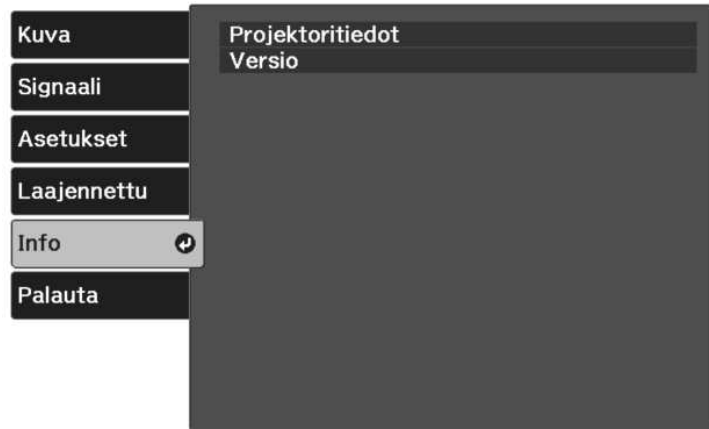 Kuva
Signaali
Asetukset
Laajennettu
Info
Palauta
Projektoritiedot
Versio